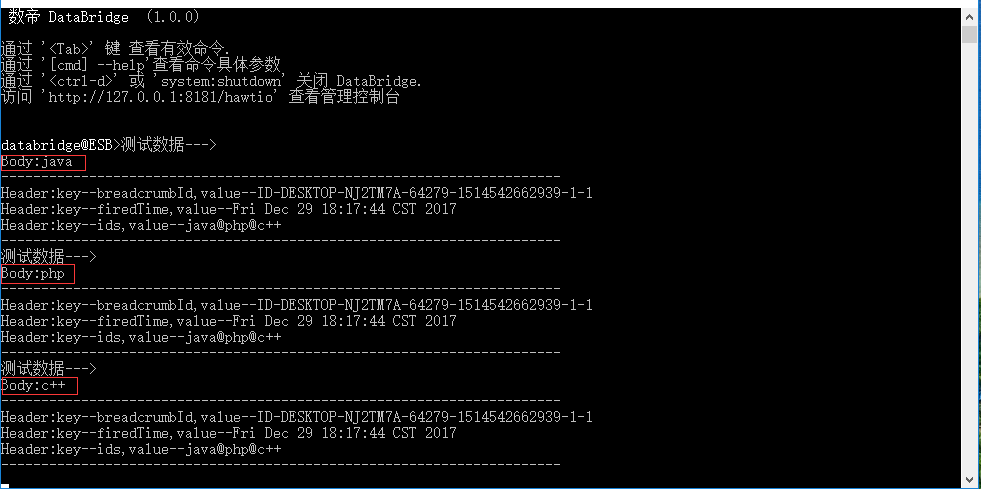 数帝 DataBridge （1.0.0）
通过 '<Tab>' 键 查看有效命令.
通过 '[cmd] --help'查看命令具体参数
通过 '<ctrl-d>' 或 'system:shutdown' 关闭 DataBridge.
访问 'http://127.0.0.1:8181/hawtio' 查看管理控制台
databridge@ESB>测试数据--->
Body:java
----------------------------------------------------------------------
Header:key--breadcrumbId,value--ID-DESKTOP-NJ2TM7A-64279-1514542662939-1-1
Header:key--firedTime,value--Fri Dec 29 18:17:44 CST 2017
Header:key--ids,value--java@php@c++
----------------------------------------------------------------------
测试数据--->
Body:php
----------------------------------------------------------------------
Header:key--breadcrumbId,value--ID-DESKTOP-NJ2TM7A-64279-1514542662939-1-1
Header:key--firedTime,value--Fri Dec 29 18:17:44 CST 2017
Header:key--ids,value--java@php@c++
----------------------------------------------------------------------
测试数据--->
Body:c++
----------------------------------------------------------------------
Header:key--breadcrumbId,value--ID-DESKTOP-NJ2TM7A-64279-1514542662939-1-1
Header:key--firedTime,value--Fri Dec 29 18:17:44 CST 2017
Header:key--ids,value--java@php@c++
----------------------------------------------------------------------